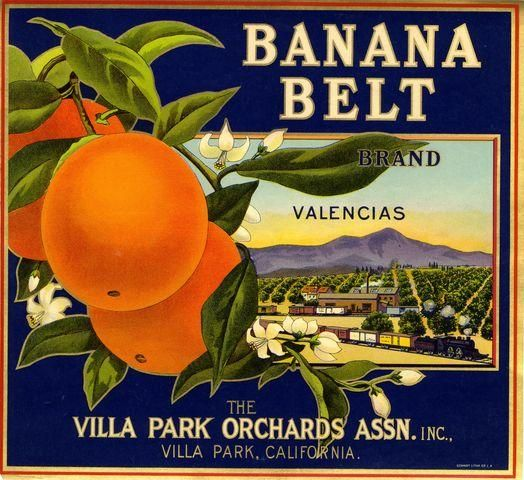 BANANA
BELT
BRAND
VALENCIAS
THE
VILLA PARK ORCHARDS ASSN. INC.,
VILLA PARK, CALIFORNIA.